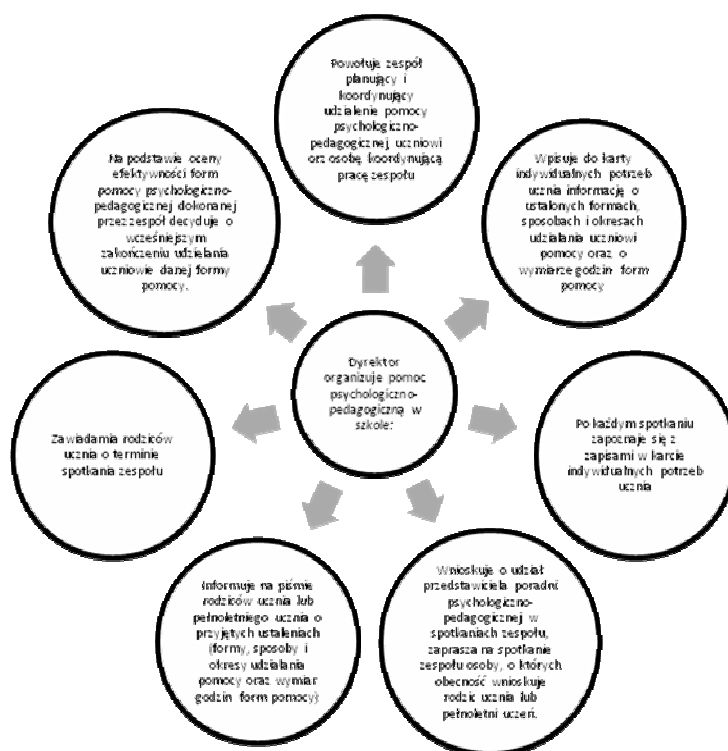 Dyrektor
organizuje pomoc
psychologiczno-
pedagogiczną w
szkole:
Powołuje zespół
planujący i
koordynujący
udzielenie pomocy
psychologiczno-
pedagogicznej uczniowi
orz osobę koordynującą
pracę zespołu
Wpisuje do karty
indywidualnych potrzeb
ucznia informację o
ustalonych formach,
sposobach i okresach
udziałania uczniowi
pomocy oraz o
wymiarze godzin form
pomocy
Po każdym spotkaniu
zapoznaje się z
zapisami w karcie
indywidualnych potrzeb
ucznia
Wnioskuje o udział
przedstawiciela poradni
psychologiczno-
pedagogicznej w
spotkaniach zespołu,
zaprasza na spotkanie
zespołu osoby, o których
obecność wnioskuje
rodzic ucznia lub
pełnoletni uczeń.
Informuje na piśmie
rodziców ucznia lub
pełnoletniego ucznia o
przyjętych ustaleniach
(formy, sposoby i
okresy udziałania
pomocy oraz wymiar
godzin form pomocy)
Zawiadamia rodziców
ucznia o terminie
spotkania zespołu
Na podstawie oceny
efektywności form
pomocy psychologiczno-
pedagogicznej dokonanej
przez zespół decyduje o
wcześniejszym
zakończeniu udzielania
uczniowie danej formy
pomocy.